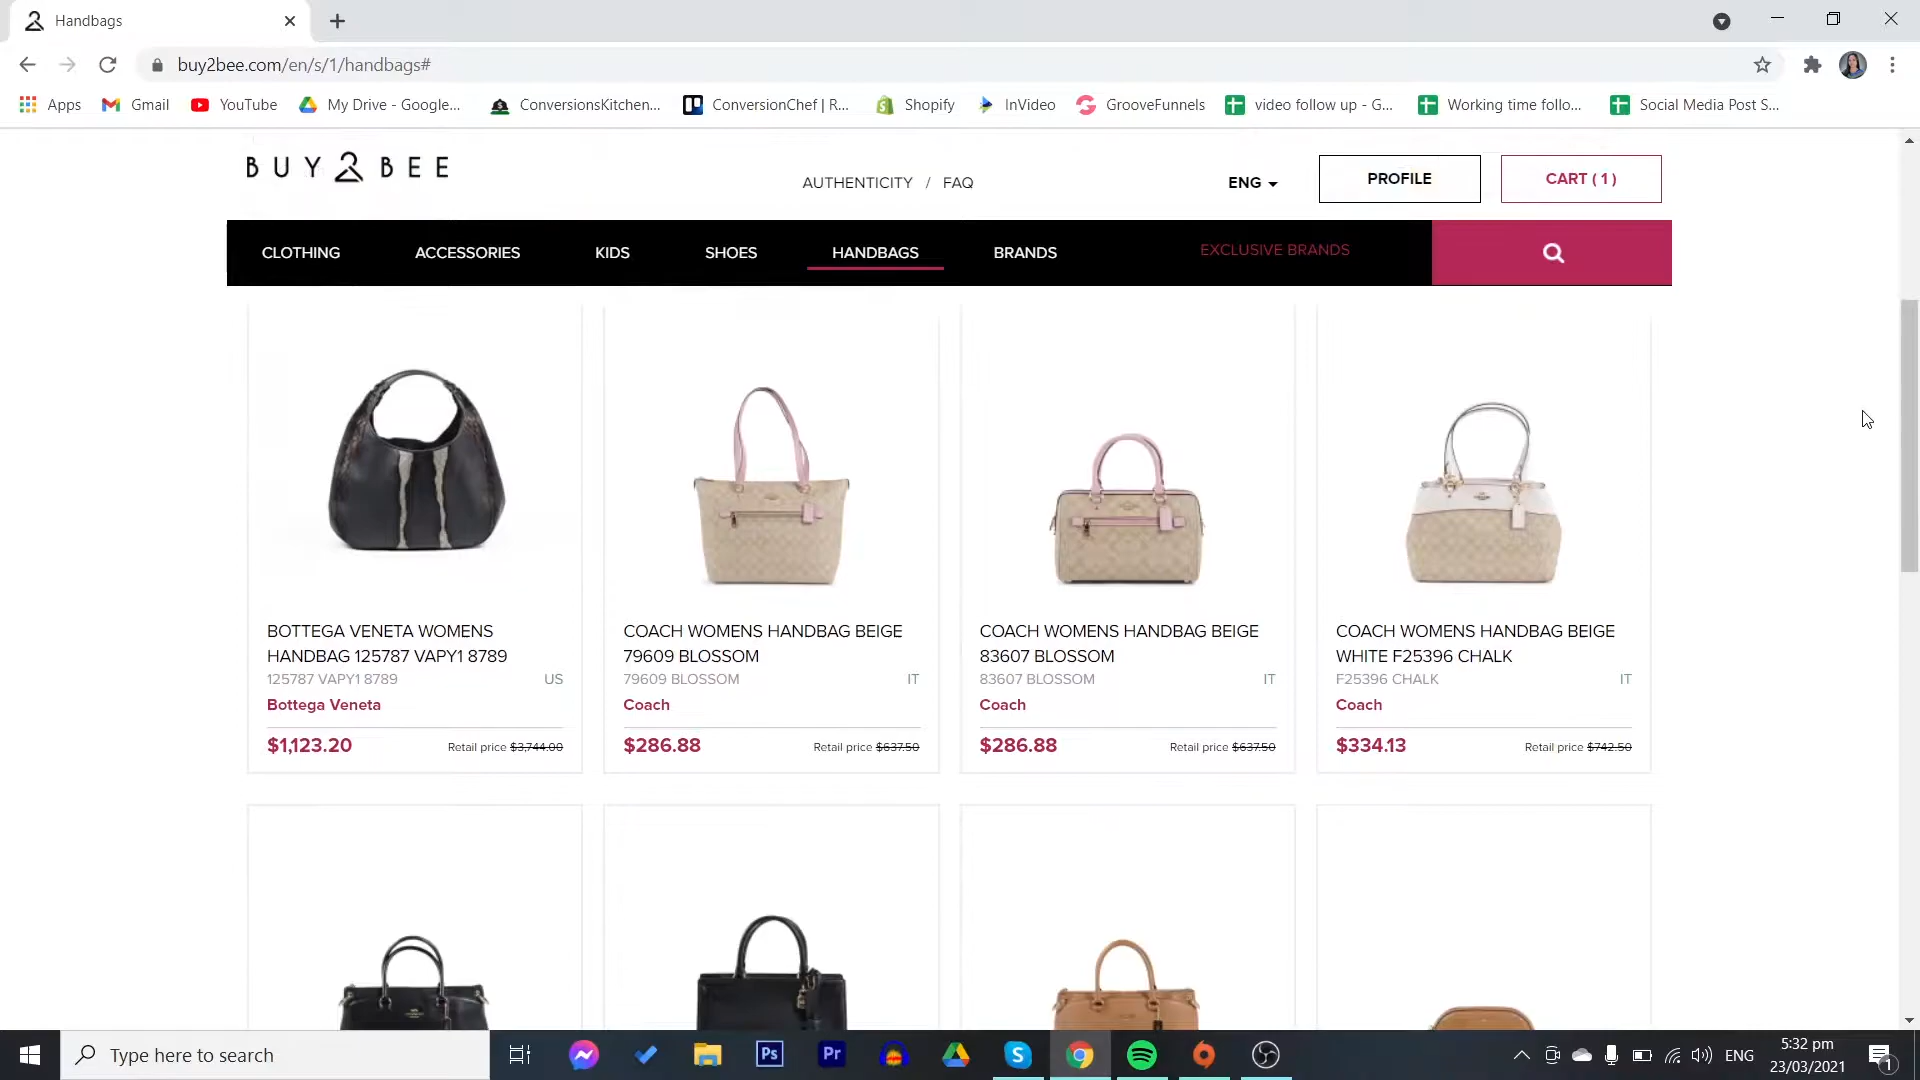 Handbags
buy2bee.com/en/s/1/handbags#
Apps Gmail YouTube My Drive - Google... ConversionsKitchen... ConversionChef | R... Shopify InVideo GrooveFunnels video follow up - G... Working time follo... Social Media Post S...
BUY2BEE
AUTHENTICITY / FAQ
ENG
PROFILE
CART ( 1 )
CLOTHING ACCESSORIES KIDS SHOES HANDBAGS BRANDS EXCLUSIVE BRANDS
BOTTEGA VENETA WOMENS
HANDBAG 125787 VAPY1 8789
125787 VAPY1 8789 US
Bottega Veneta
$1,123.20 Retail price $3,744.00
COACH WOMENS HANDBAG BEIGE
79609 BLOSSOM
79609 BLOSSOM IT
Coach
$286.88 Retail price $637.50
COACH WOMENS HANDBAG BEIGE
83607 BLOSSOM
83607 BLOSSOM IT
Coach
$286.88 Retail price $637.50
COACH WOMENS HANDBAG BEIGE
WHITE F25396 CHALK
F25396 CHALK IT
Coach
$334.13 Retail price $742.50
Type here to search
Ps
Pr
ENG
5:32 pm
23/03/2021
1